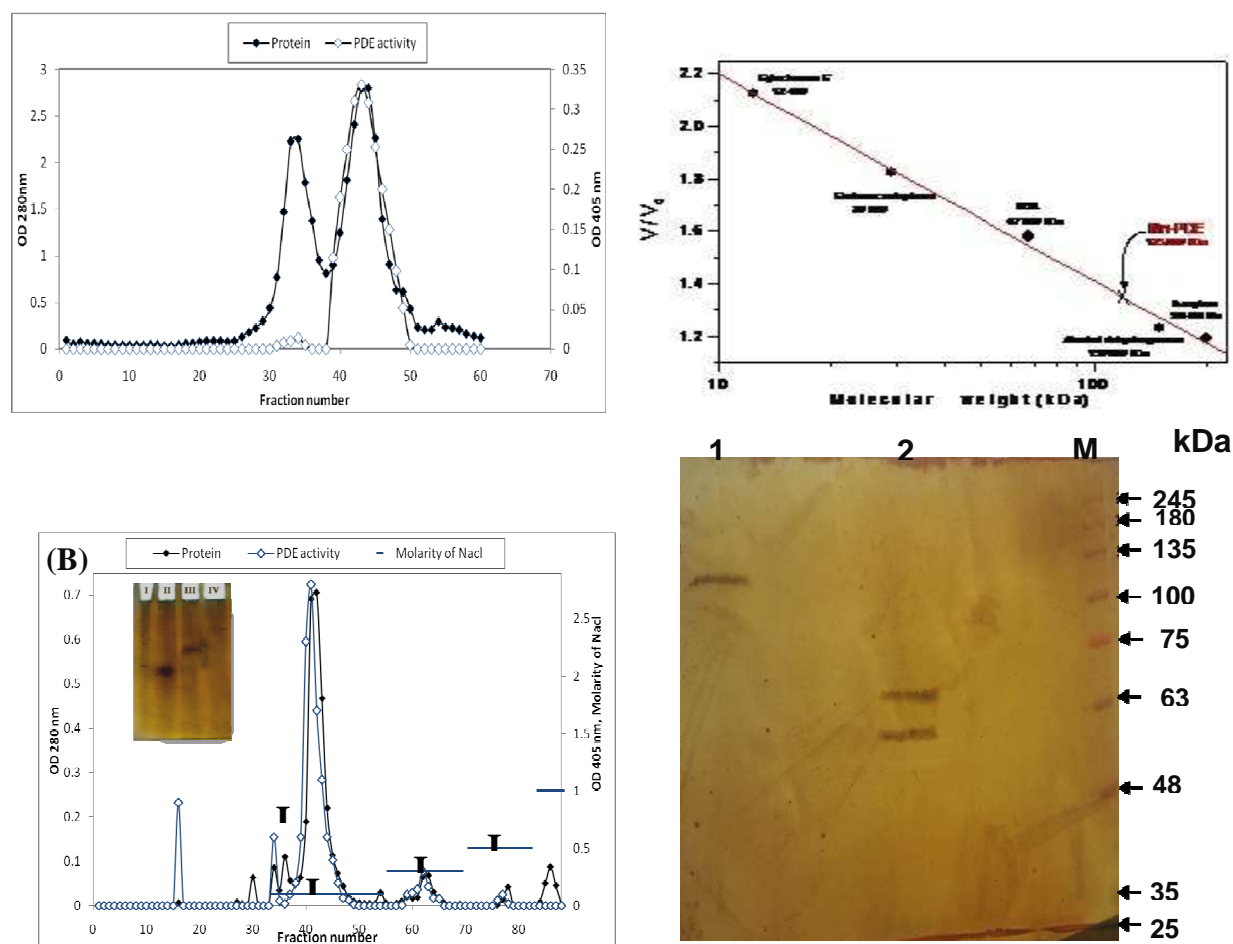 Protein
PDE activity
3
2.5
2
1.5
1
0.5
0
0.35
0.3
0.25
0.2
0.15
0.1
0.05
0
OD 280nm
OD 405 nm
0 10 20 30 40 50 60 70
Fraction number
2.2
2.0
1.8
1.6
1.4
1.2
10 100
Molecular weight (kDa)
(B)
Protein
PDE activity
Molarity of Nacl
0.7
0.6
0.5
0.4
0.3
0.2
0.1
0
2.5
2
1.5
1
0.5
0
OD 280 nm
OD 405 nm, Molarity of Nacl
I II III IV
0 10 20 30 40 50 60 70 80
Fraction number
1 2 M kDa
245
180
135
100
75
63
48
35
25